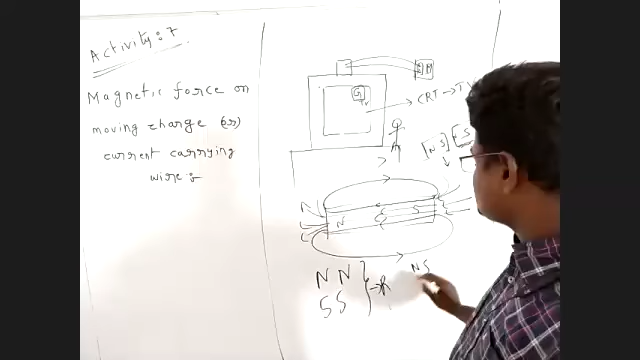 Activity: 7
Magnetic force on
moving charge (or)
current carrying
wire :-
CRT → TV
[N S]
N
S
N N
S S
N S